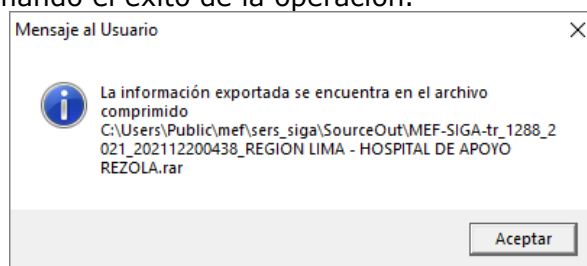 el éxito de la operación.
Mensaje al Usuario
La información exportada se encuentra en el archivo
comprimido
C:\Users\Public\mef\sers_siga\SourceOut\MEF-SIGA-tr_1288_2
021_202112200438_REGION LIMA - HOSPITAL DE APOYO
REZOLA.rar
Aceptar